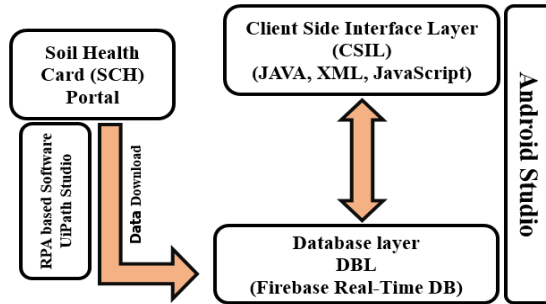 Soil Health
Card (SCH)
Portal
RPA based Software
UiPath Studio
Data Download
Client Side Interface Layer
(CSIL)
(JAVA, XML, JavaScript)
Database layer
DBL
(Firebase Real-Time DB)
Android Studio